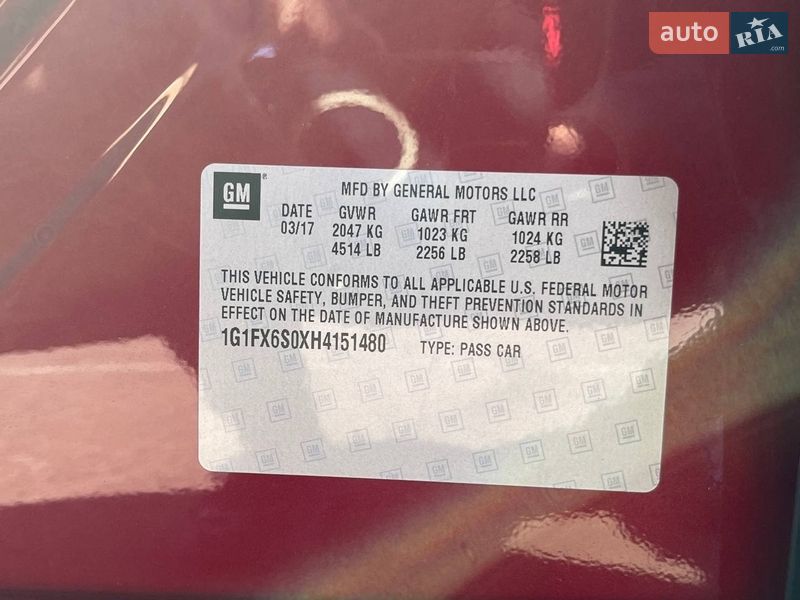 auto RIA.com
GM
MFD BY GENERAL MOTORS LLC
DATE GVWR GAWR FRT GAWR RR
03/17 2047 KG 1023 KG 1024 KG
4514 LB 2256 LB 2258 LB
THIS VEHICLE CONFORMS TO ALL APPLICABLE U.S. FEDERAL MOTOR
VEHICLE SAFETY, BUMPER, AND THEFT PREVENTION STANDARDS IN
EFFECT ON THE DATE OF MANUFACTURE SHOWN ABOVE.
1G1FX6S0XH4151480 TYPE: PASS CAR